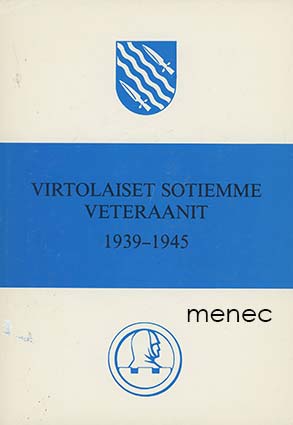 VIRTOLAISET SOTIEMME
VETERAANIT
1939–1945
menec